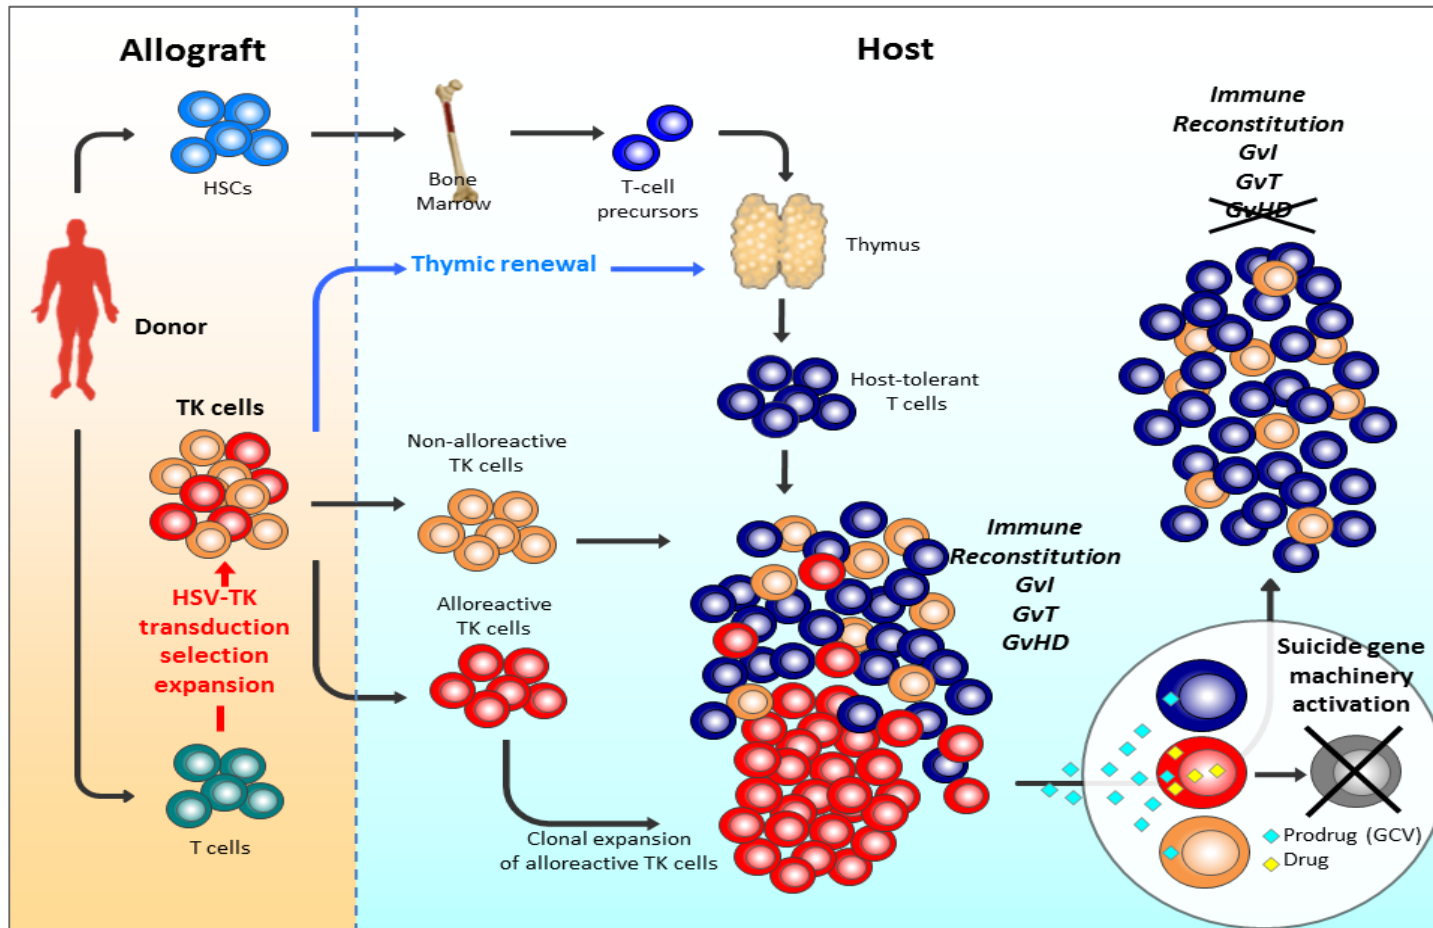 Allograft
Host
HSCs
Bone
Marrow
T-cell
precursors
Thymus
Immune
Reconstitution
GvI
GvT
GvHD
Thymic renewal
Donor
Host-tolerant
T cells
TK cells
Non-alloreactive
TK cells
Immune
Reconstitution
GvI
GvT
GvHD
HSV-TK
transduction
selection
expansion
Alloreactive
TK cells
Suicide gene
machinery
activation
T cells
Clonal expansion
of alloreactive TK cells
Prodrug (GCV)
Drug